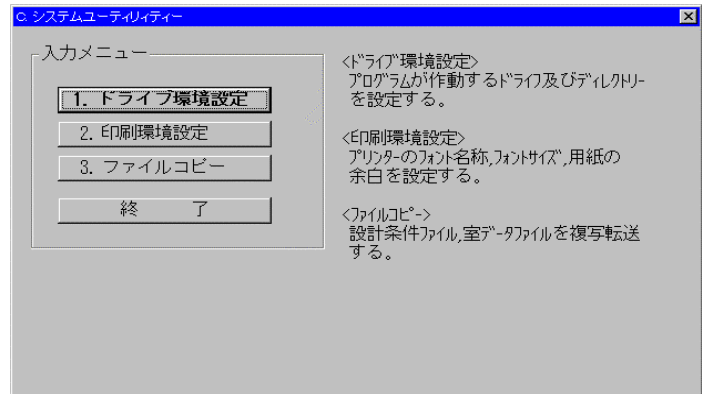 C. システムユーティリティー
入力メニュー
1. ドライブ環境設定
2. 印刷環境設定
3. ファイルコピー
終　　了
<ﾄﾞﾗｲﾌﾞ環境設定>
ﾌﾟﾛｸﾞﾗﾑが作動するﾄﾞﾗｲﾌ及びﾃﾞｨﾚｸﾄﾘｰ
を設定する。
<印刷環境設定>
ﾌﾟﾘﾝﾀｰのﾌｫﾝﾄ名称,ﾌｫﾝﾄｻｲｽﾞ,用紙の
余白を設定する。
<ﾌｧｲﾙｺﾋﾟｰ>
設計条件ﾌｧｲﾙ,室ﾃﾞｰﾀﾌｧｲﾙを複写転送
する。